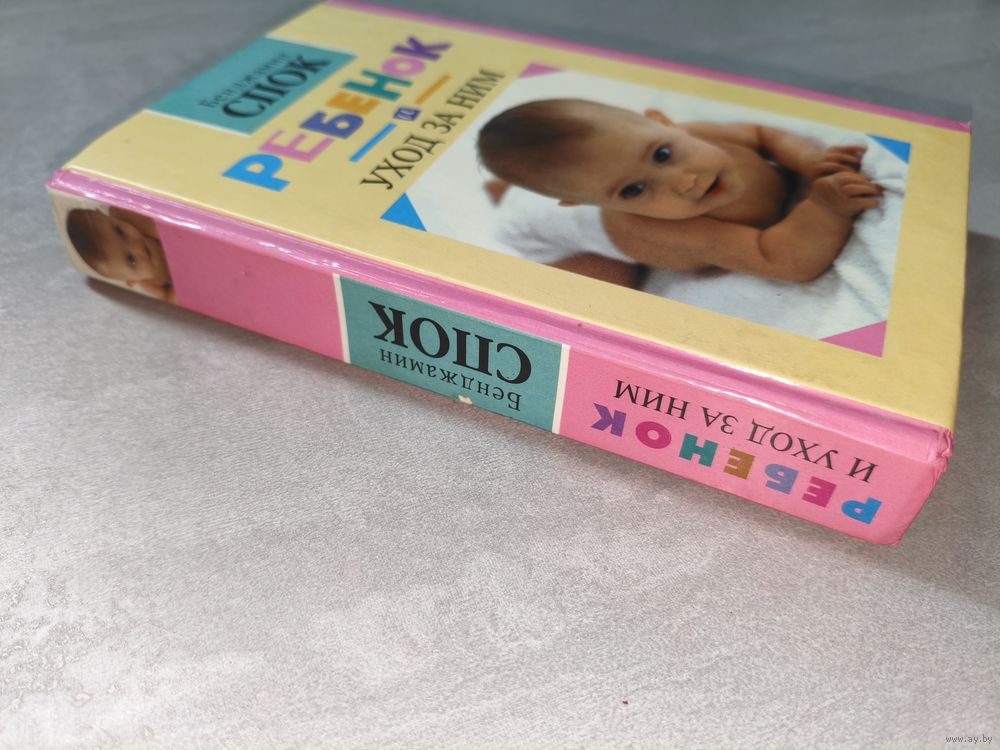 Бенджамин
СПОК
РЕБЕНОК
И
УХОД ЗА НИМ
Бенджамин
СПОК
РЕБЕНОК
И УХОД ЗА НИМ
www.ay.by